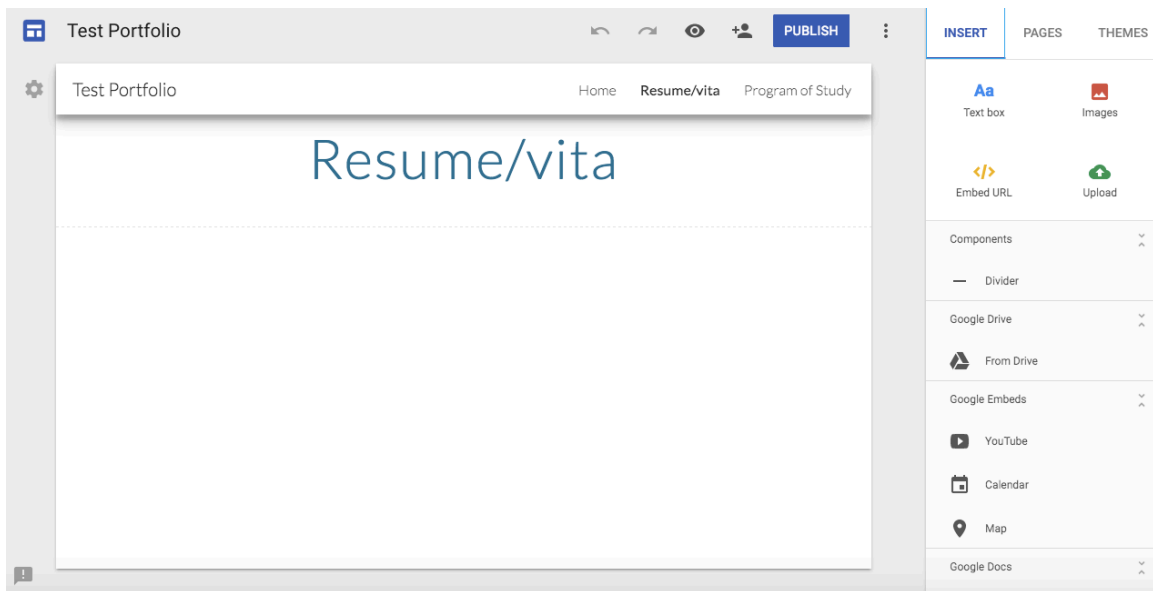 Test Portfolio
PUBLISH
INSERT
PAGES
THEMES
Test Portfolio
Home
Resume/vita
Program of Study
Resume/vita
Aa
Text box
Images
</>
Embed URL
Upload
Components
Divider
Google Drive
From Drive
Google Embeds
YouTube
Calendar
Map
Google Docs